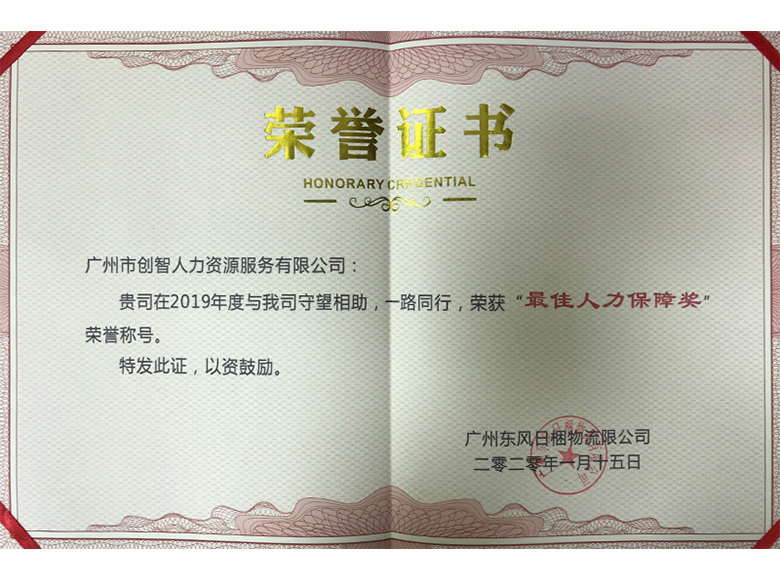 荣誉证书
HONORARY CREDENTIAL
广州市创智人力资源服务有限公司：
贵司在2019年度与我司守望相助，一路同行，荣获“最佳人力保障奖”
荣誉称号。
特发此证，以资鼓励。
广州东风日梱物流限公司
二零二零年一月十五日